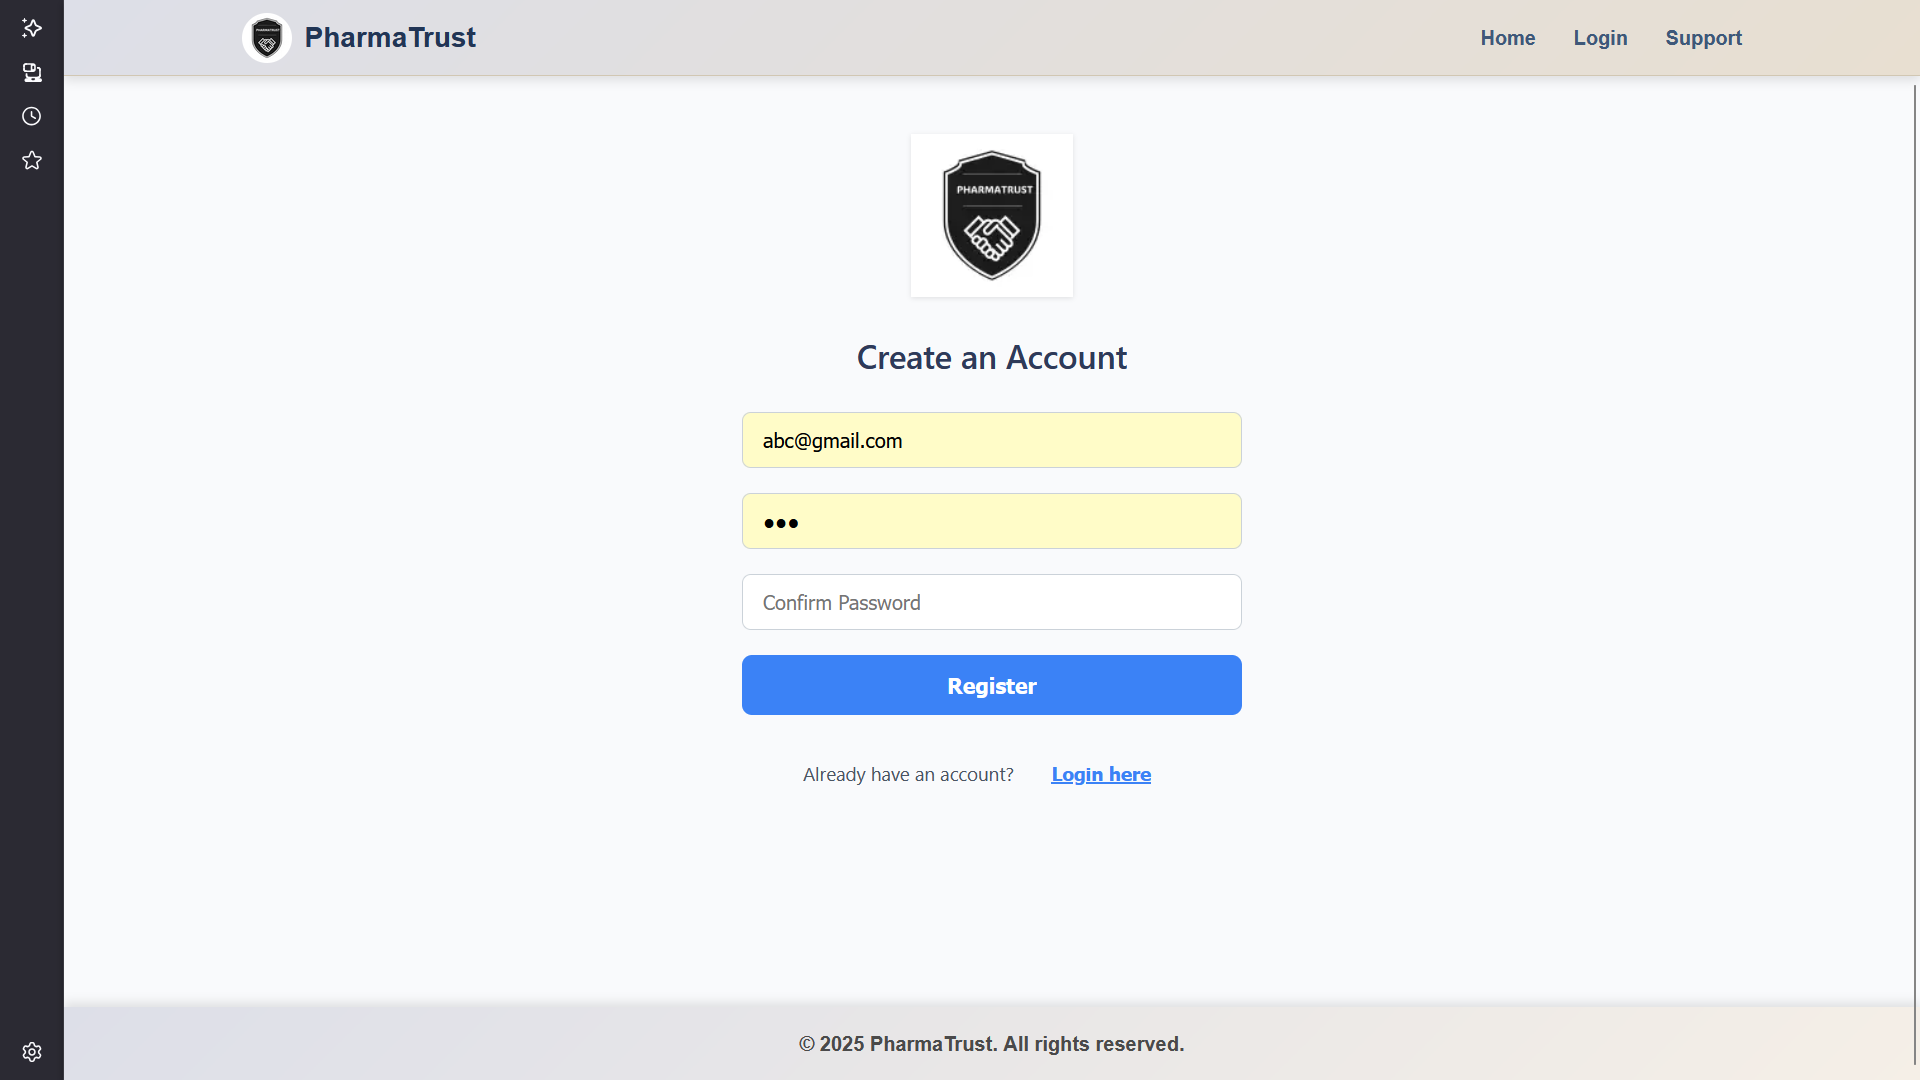 PHARMATRUST
PharmaTrust
Home
Login
Support
PHARMATRUST
Create an Account
abc@gmail.com
•••
Confirm Password
Register
Already have an account?
Login here
© 2025 PharmaTrust. All rights reserved.